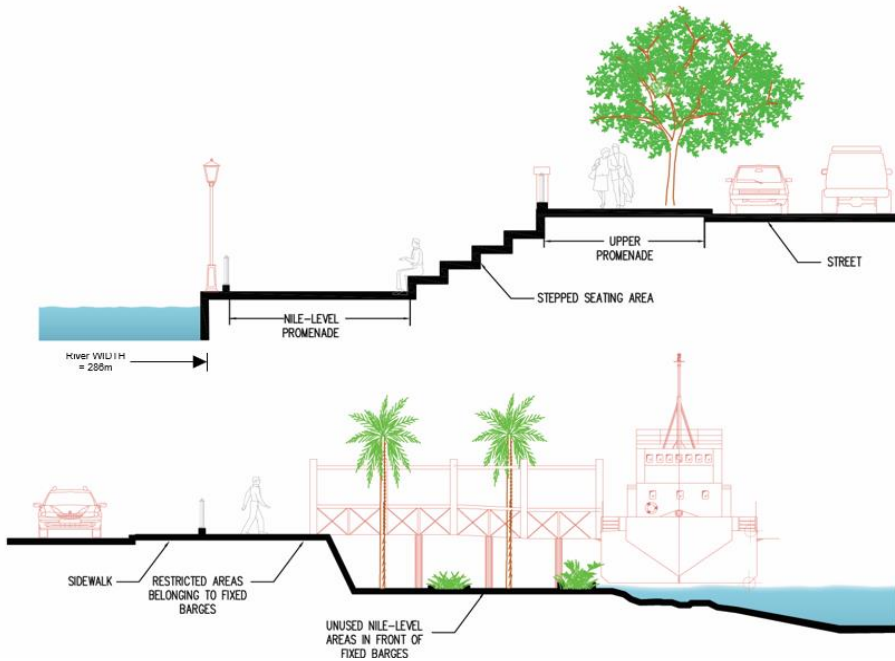 UPPER
PROMENADE
STREET
STEPPED SEATING AREA
NILE-LEVEL
PROMENADE
River WIDTH
= 286m
SIDEWALK
RESTRICTED AREAS
BELONGING TO FIXED
BARGES
UNUSED NILE-LEVEL
AREAS IN FRONT OF
FIXED BARGES